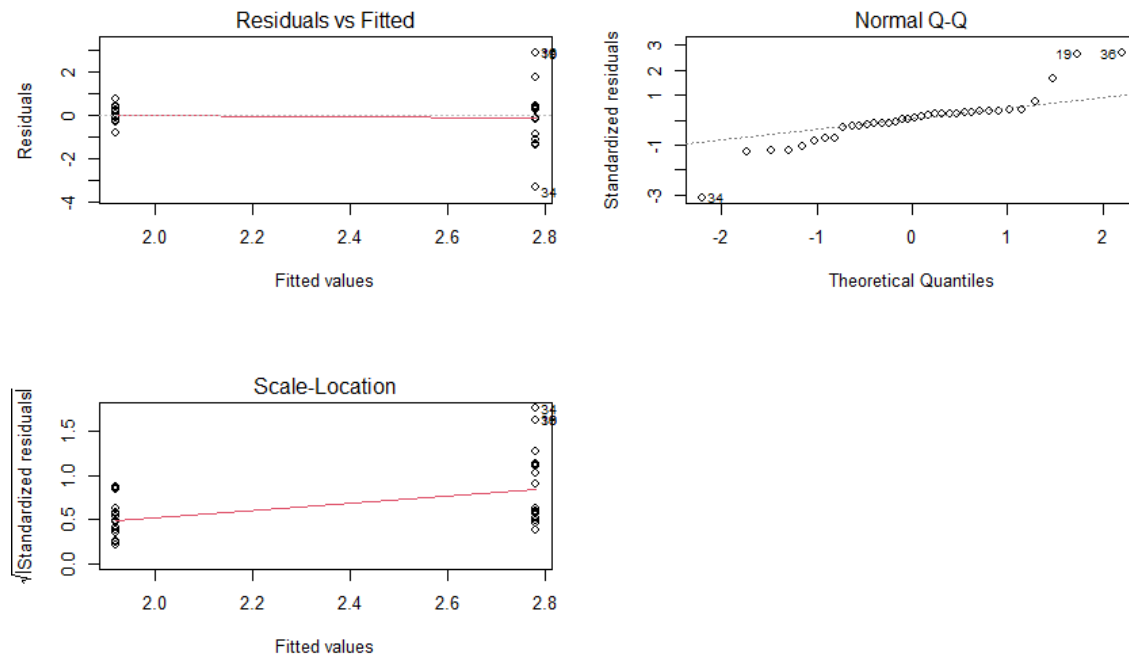 Residuals vs Fitted
Residuals
2
0
-2
-4
34
2.0 2.2 2.4 2.6 2.8
Fitted values
Normal Q-Q
Standardized residuals
3
2
1
-1
-3
19 36
34
-2 -1 0 1 2
Theoretical Quantiles
Scale-Location
√|Standardized residuals|
1.5
1.0
0.5
0.0
34
2.0 2.2 2.4 2.6 2.8
Fitted values